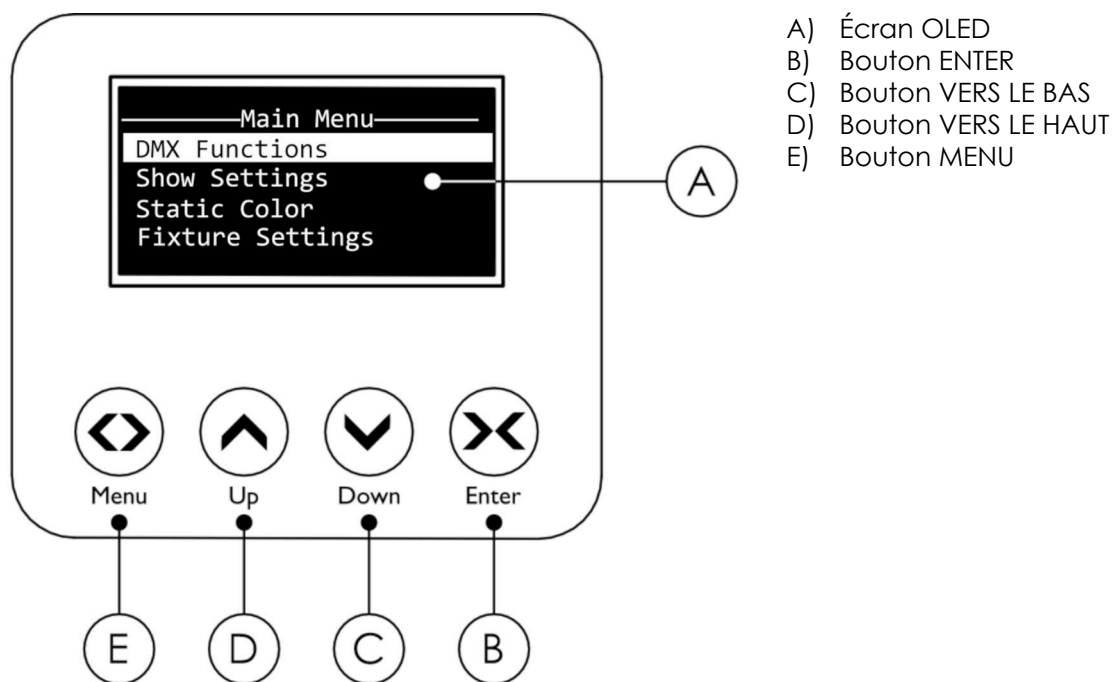 Main Menu
DMX Functions
Show Settings
Static Color
Fixture Settings
Menu
Up
Down
Enter
A
E
D
C
B
A) Écran OLED
B) Bouton ENTER
C) Bouton VERS LE BAS
D) Bouton VERS LE HAUT
E) Bouton MENU